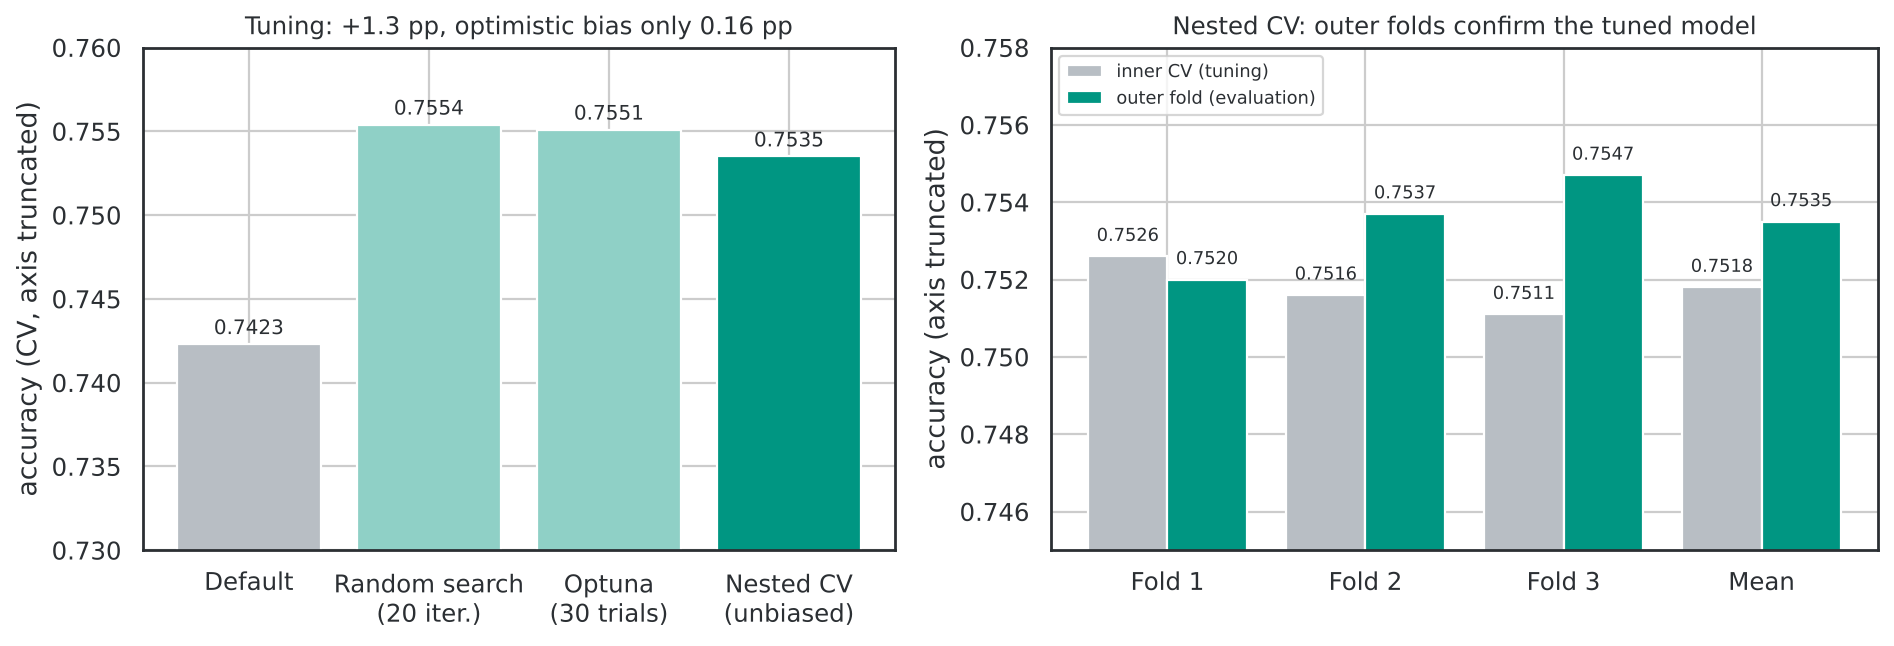 Tuning: +1.3 pp, optimistic bias only 0.16 pp
accuracy (CV, axis truncated)
0.760
0.755
0.750
0.745
0.740
0.735
0.730
0.7423
0.7554
0.7551
0.7535
Default
Random search
(20 iter.)
Optuna
(30 trials)
Nested CV
(unbiased)
Nested CV: outer folds confirm the tuned model
accuracy (axis truncated)
0.758
0.756
0.754
0.752
0.750
0.748
0.746
inner CV (tuning)
outer fold (evaluation)
0.7526
0.7520
0.7516
0.7537
0.7511
0.7547
0.7518
0.7535
Fold 1
Fold 2
Fold 3
Mean